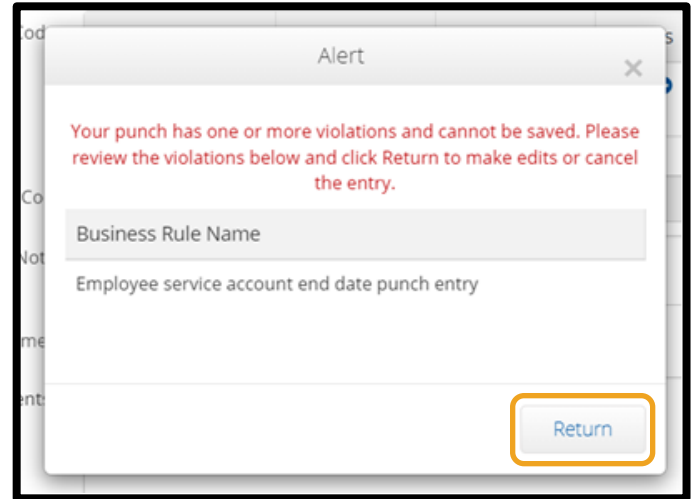 Alert
Your punch has one or more violations and cannot be saved. Please
review the violations below and click Return to make edits or cancel
the entry.
Business Rule Name
Employee service account end date punch entry
Return